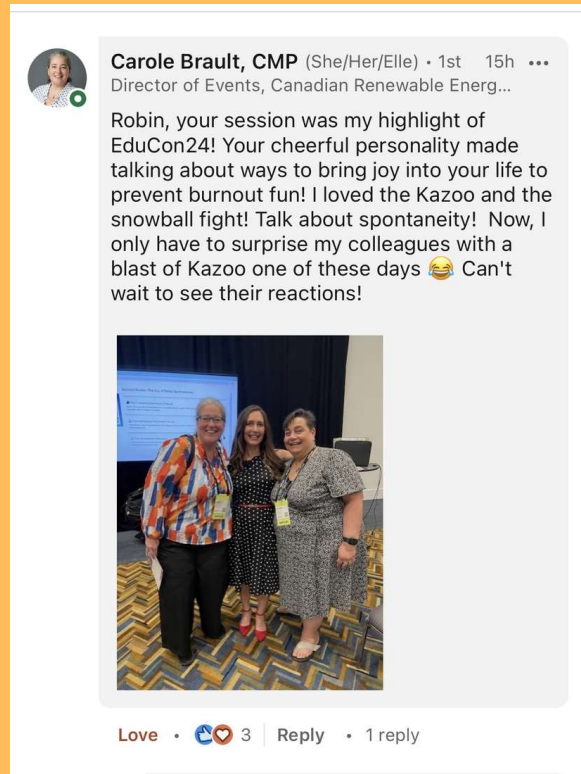 Carole Brault, CMP (She/Her/Elle) • 1st 15h •••
Director of Events, Canadian Renewable Energ...
Robin, your session was my highlight of
EduCon24! Your cheerful personality made
talking about ways to bring joy into your life to
prevent burnout fun! I loved the Kazoo and the
snowball fight! Talk about spontaneity!  Now, I
only have to surprise my colleagues with a
blast of Kazoo one of these days 😂 Can't
wait to see their reactions!
Love • 3 Reply • 1 reply